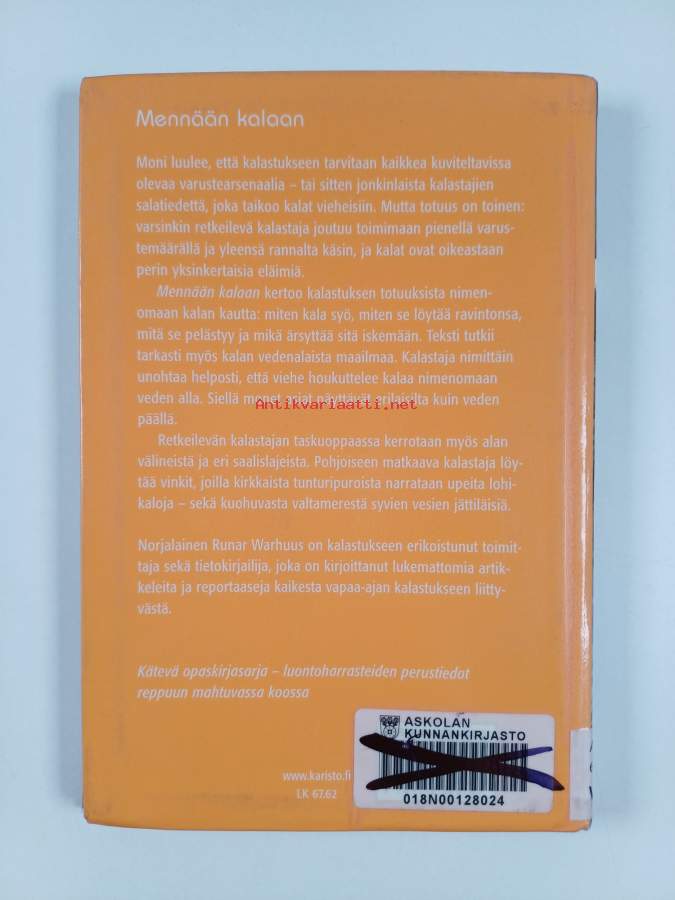 Mennään kalaan
Moni luulee, että kalastukseen tarvitaan kaikkea kuviteltavissa
olevaa varustearsenaalia – tai sitten jonkinlaista kalastajien
salatiedettä, joka taikoo kalat vieheisiin. Mutta totuus on toinen:
varsinkin retkeilevä kalastaja joutuu toimimaan pienellä varus-
temäärällä ja yleensä rannalta käsin, ja kalat ovat oikeastaan
perin yksinkertaisia eläimiä.
Mennään kalaan kertoo kalastuksen totuuksista nimen-
omaan kalan kautta: miten kala syö, miten se löytää ravintonsa,
mitä se pelästyy ja mikä ärsyttää sitä iskemään. Teksti tutkii
tarkasti myös kalan vedenalaista maailmaa. Kalastaja nimittäin
unohtaa helposti, että viehe houkuttelee kalaa nimenomaan
veden alla. Siellä monet asiat näyttävät erilaisilta kuin veden
Antikvariaatti.net
päällä.
Retkeilevän kalastajan taskuoppaassa kerrotaan myös alan
välineistä ja eri saalislajeista. Pohjoiseen matkaava kalastaja löy-
tää vinkit, joilla kirkkaista tunturipuroista narrataan upeita lohi-
kaloja – sekä kuohuvasta valtamerestä syvien vesien jättiläisiä.
Norjalainen Runar Warhuus on kalastukseen erikoistunut toimit-
taja sekä tietokirjailija, joka on kirjoittanut lukemattomia artik-
keleita ja reportaaseja kaikesta vapaa-ajan kalastukseen liitty-
västä.
Kätevä opaskirjasarja – luontoharrasteiden perustiedot
reppuun mahtuvassa koossa
ASKOLAN
KUNNANKIRJASTO
www.karisto.fi
LK 67.62
018N00128024